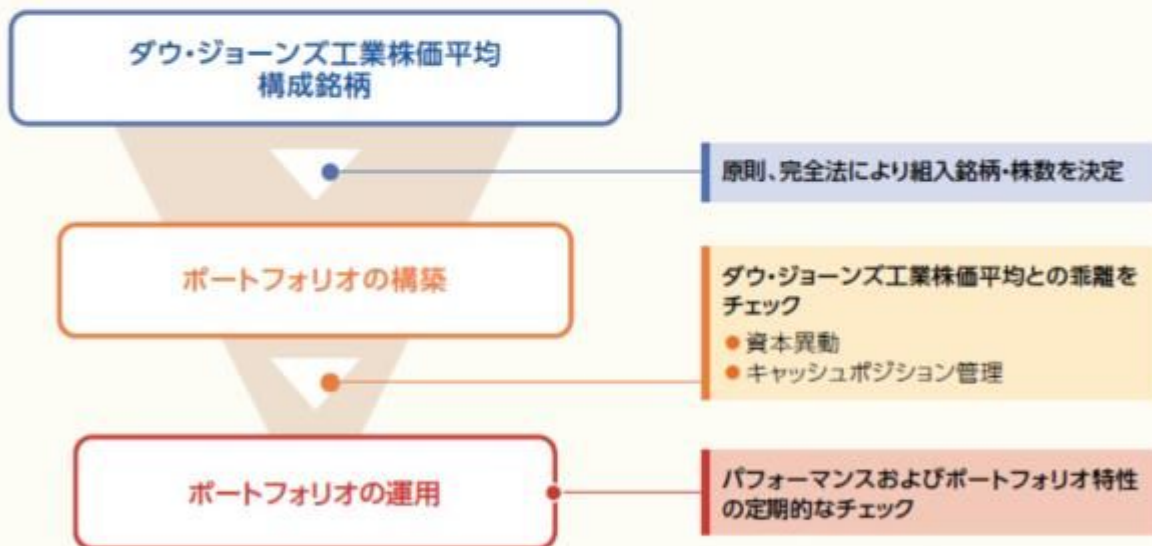 ダウ・ジョーンズ工業株価平均
構成銘柄
原則、完全法により組入銘柄・株数を決定
ポートフォリオの構築
ダウ・ジョーンズ工業株価平均との乖離を
チェック
●資本異動
●キャッシュポジション管理
ポートフォリオの運用
パフォーマンスおよびポートフォリオ特性
の定期的なチェック